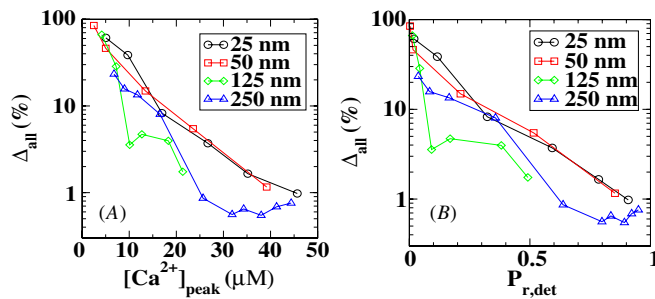 100
10
1
Δall (%)
25 nm
50 nm
125 nm
250 nm
(A)
0 10 20 30 40 50
[Ca2+]peak (μM)
100
10
1
Δall (%)
25 nm
50 nm
125 nm
250 nm
(B)
0 0.5 1
Pr,det